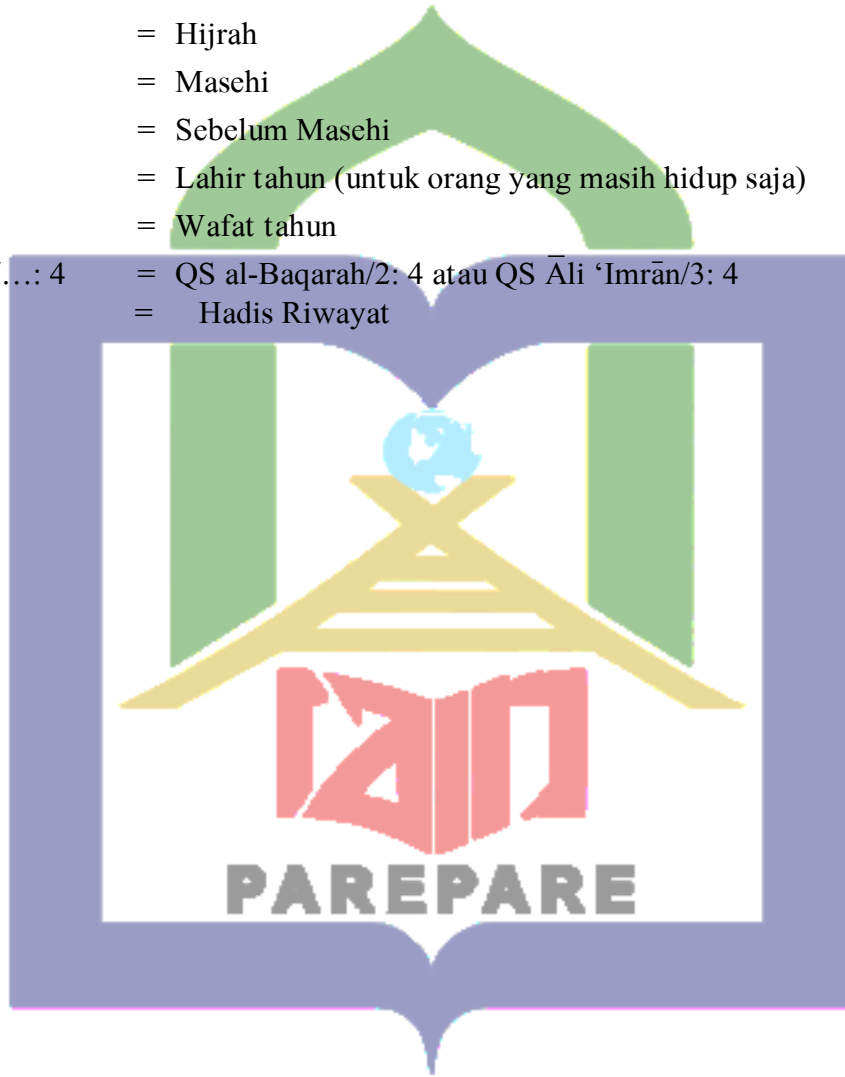 = Hijrah
= Masehi
= Sebelum Masehi
= Lahir tahun (untuk orang yang masih hidup saja)
= Wafat tahun
…: 4 = QS al-Baqarah/2: 4 atau QS Āli ‘Imrān/3: 4
= Hadis Riwayat
iain
PAREPARE